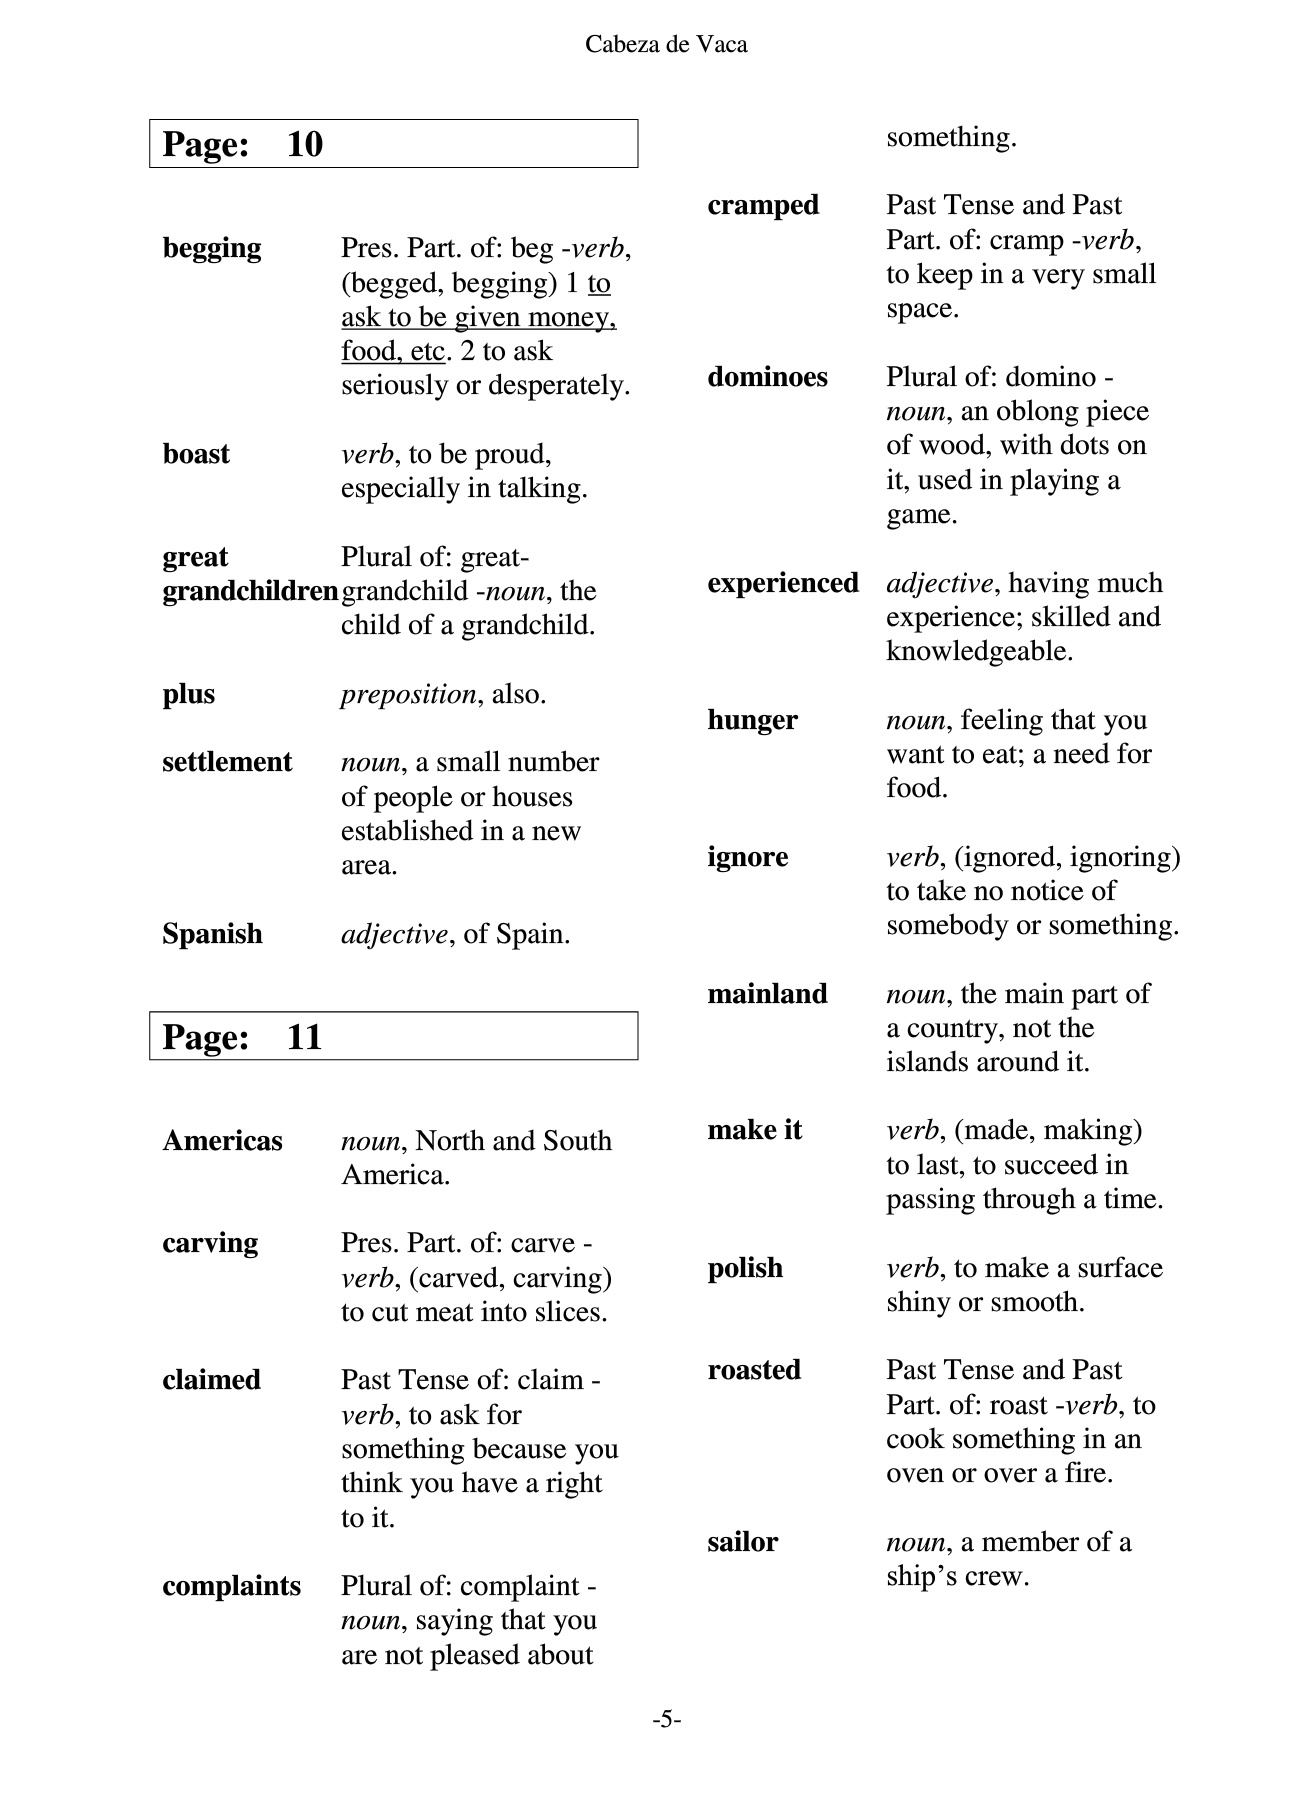 Cabeza de Vaca
Page: 10
begging Pres. Part. of: beg -verb,
(begged, begging) 1 to
ask to be given money,
food, etc. 2 to ask
seriously or desperately.
boast verb, to be proud,
especially in talking.
great Plural of: great-
grandchildren grandchild -noun, the
child of a grandchild.
plus preposition, also.
settlement noun, a small number
of people or houses
established in a new
area.
Spanish adjective, of Spain.
Page: 11
Americas noun, North and South
America.
carving Pres. Part. of: carve -
verb, (carved, carving)
to cut meat into slices.
claimed Past Tense of: claim -
verb, to ask for
something because you
think you have a right
to it.
complaints Plural of: complaint -
noun, saying that you
are not pleased about
something.
cramped Past Tense and Past
Part. of: cramp -verb,
to keep in a very small
space.
dominoes Plural of: domino -
noun, an oblong piece
of wood, with dots on
it, used in playing a
game.
experienced adjective, having much
experience; skilled and
knowledgeable.
hunger noun, feeling that you
want to eat; a need for
food.
ignore verb, (ignored, ignoring)
to take no notice of
somebody or something.
mainland noun, the main part of
a country, not the
islands around it.
make it verb, (made, making)
to last, to succeed in
passing through a time.
polish verb, to make a surface
shiny or smooth.
roasted Past Tense and Past
Part. of: roast -verb, to
cook something in an
oven or over a fire.
sailor noun, a member of a
ship’s crew.
-5-